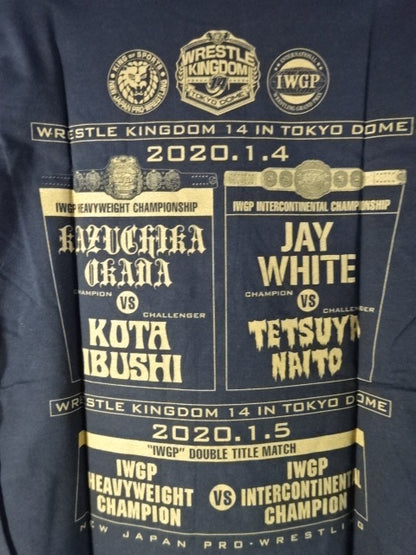 KING OF SPORTS
NEW JAPAN PRO-WRESTLING
WRESTLE
KINGDOM
14
TOKYO DOME
INTERNATIONAL
IWGP
WRESTLING GRAND PRIX
WRESTLE KINGDOM 14 IN TOKYO DOME
2020.1.4
IWGP HEAVYWEIGHT CHAMPIONSHIP
KAZUCHIKA
OKADA
CHAMPION
VS
CHALLENGER
KOTA
IBUSHI
IWGP INTERCONTINENTAL CHAMPIONSHIP
JAY
WHITE
CHAMPION
VS
CHALLENGER
TETSUYA
NAITO
WRESTLE KINGDOM 14 IN TOKYO DOME
2020.1.5
"IWGP" DOUBLE TITLE MATCH
IWGP
HEAVYWEIGHT
CHAMPION
VS
IWGP
INTERCONTINENTAL
CHAMPION
NEW JAPAN PRO-WRESTLING